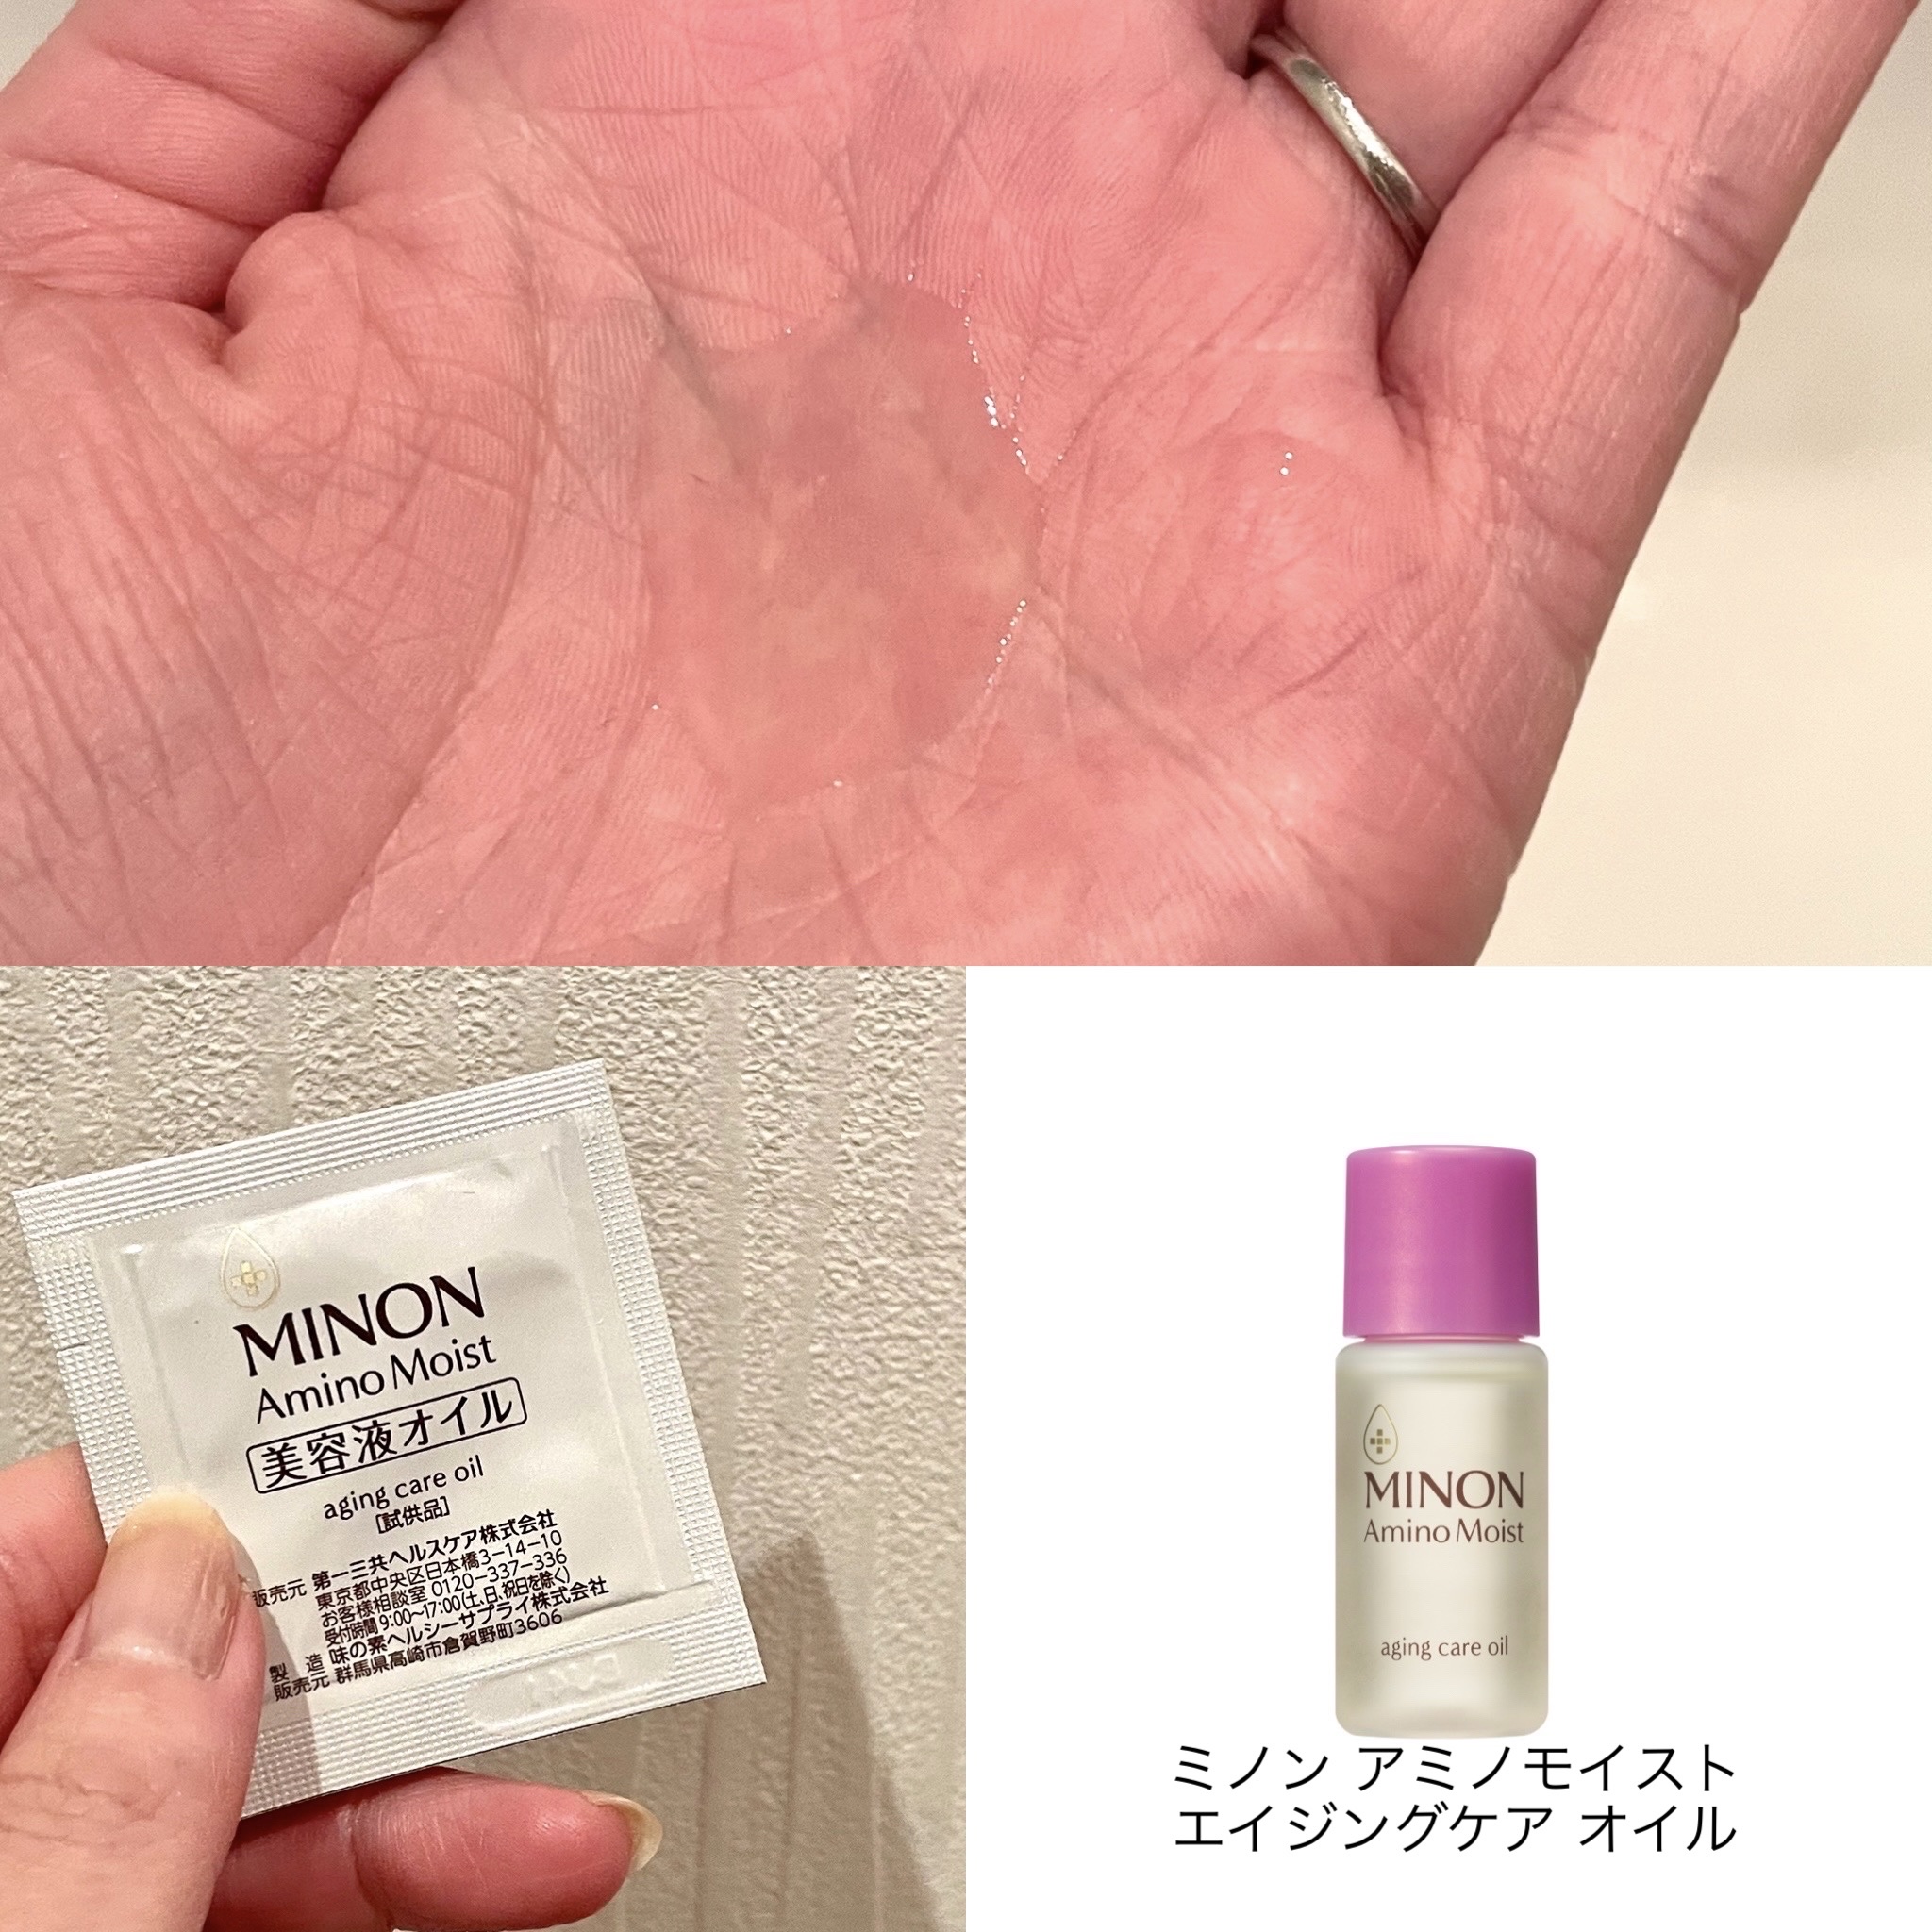 MINON
Amino Moist
美容液オイル
aging care oil
[試供品]
販売元 第一三共ヘルスケア株式会社
東京都中央区日本橋3-14-10
お客様相談室 0120-337-336
受付時間 9:00〜17:00(土、日、祝日を除く)
製 造 味の素ヘルシーサプライ株式会社
販売元 群馬県高崎市倉賀野町3606
MINON
Amino Moist
aging care oil
ミノン アミノモイスト
エイジングケア オイル